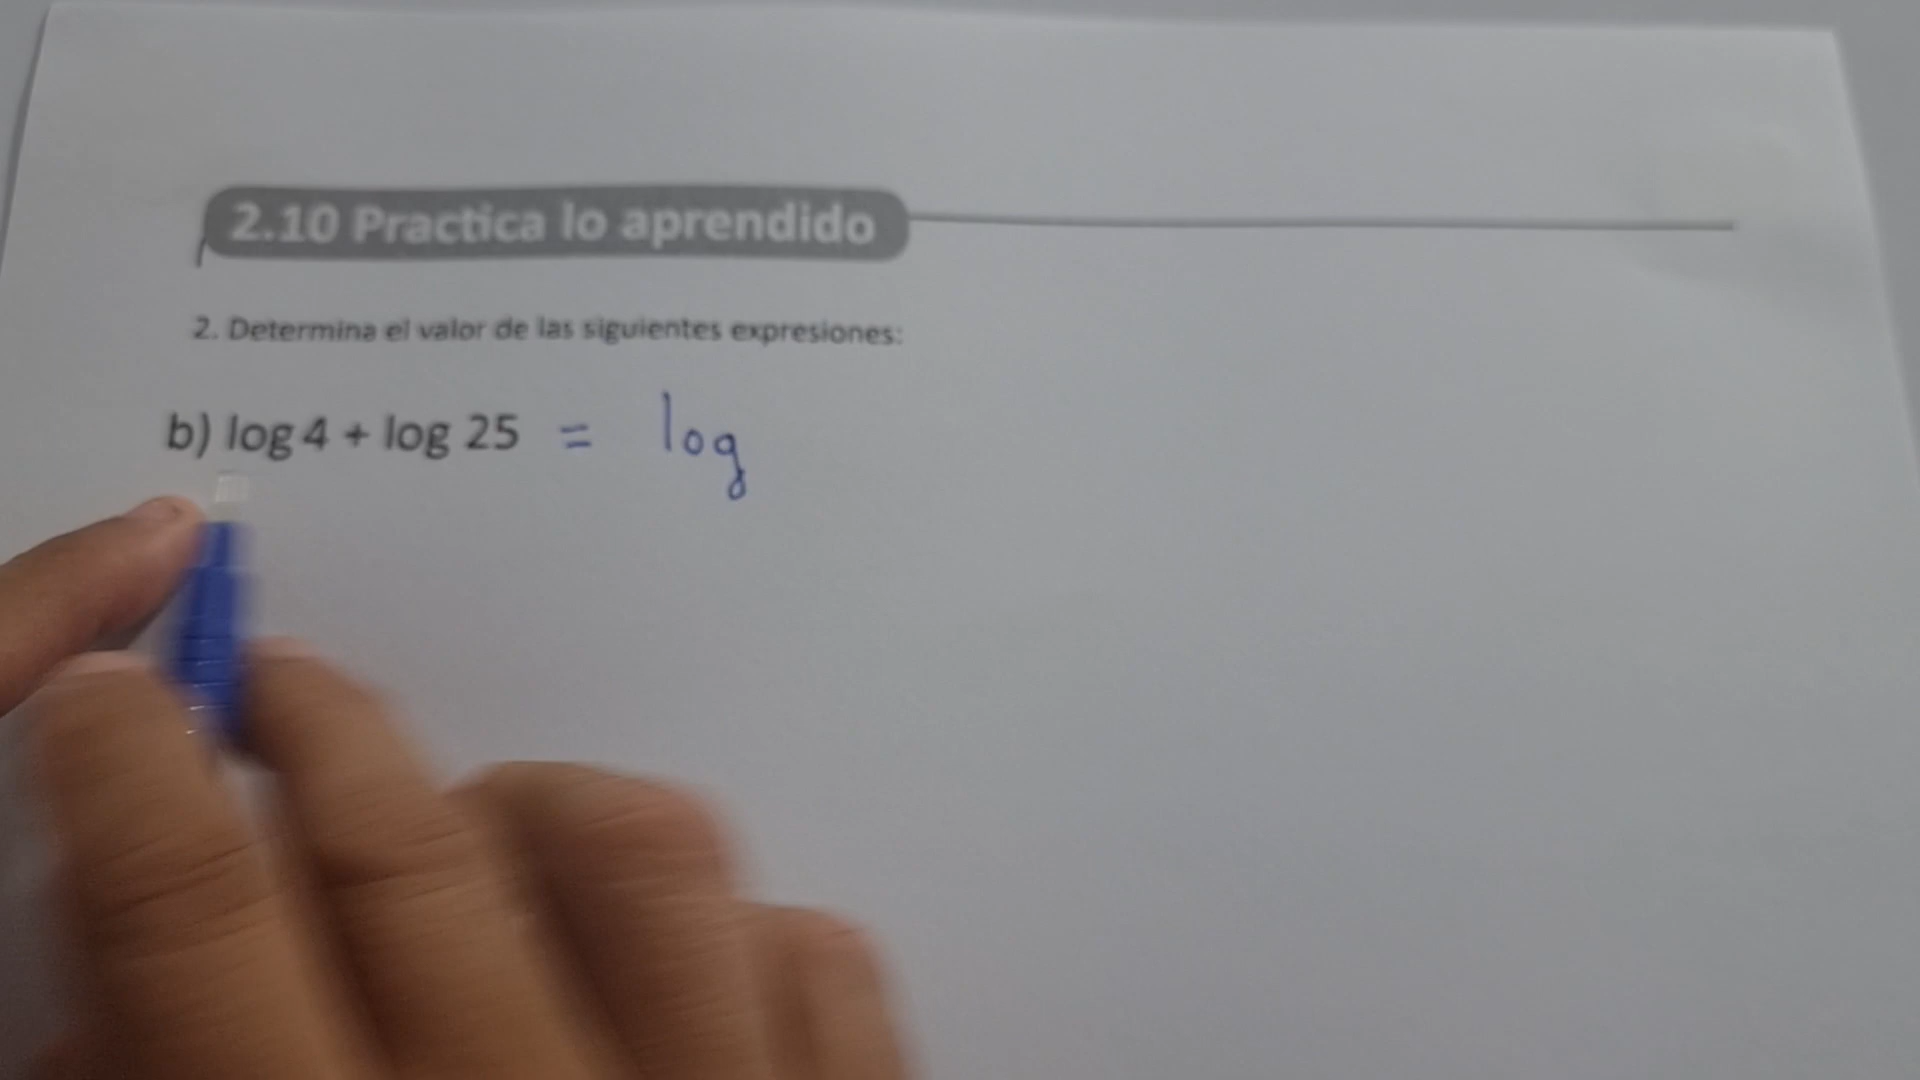 2.10 Practica lo aprendido
2. Determina el valor de las siguientes expresiones:
b) log 4 + log 25 = log